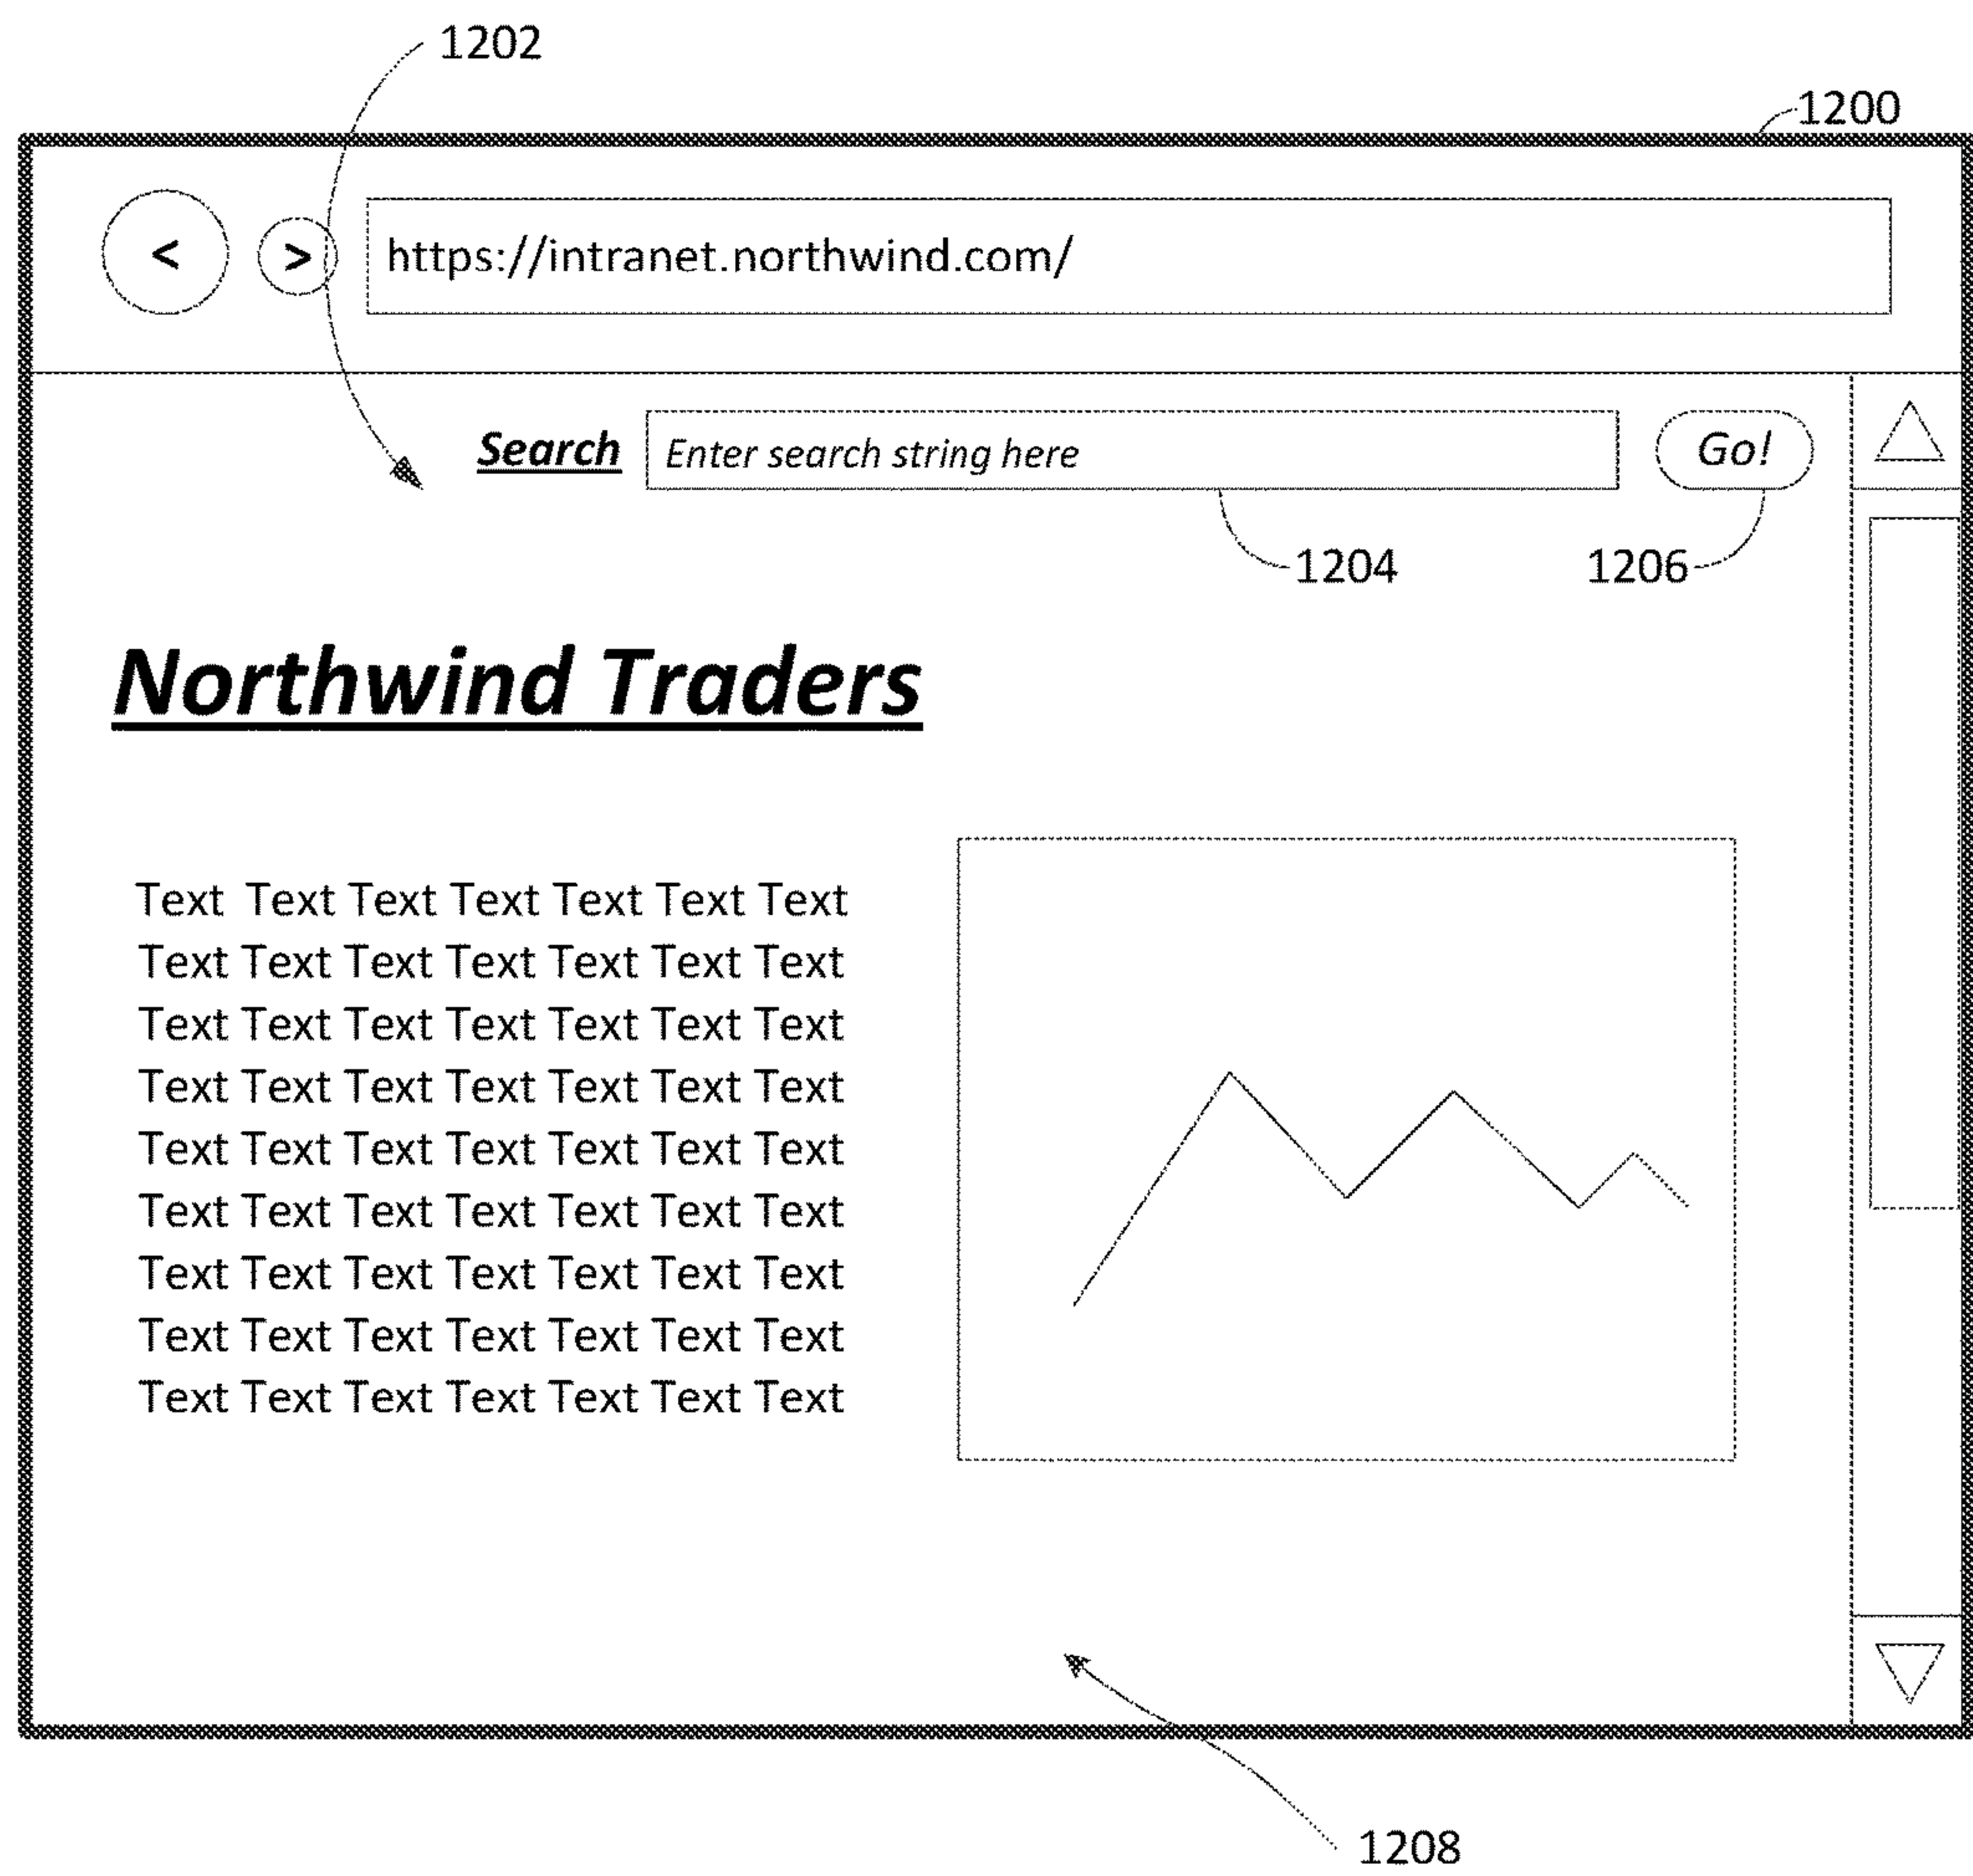 1202
1200
< > https://intranet.northwind.com/
Search Enter search string here Go!
1204 1206
Northwind Traders
Text Text Text Text Text Text Text
Text Text Text Text Text Text Text
Text Text Text Text Text Text Text
Text Text Text Text Text Text Text
Text Text Text Text Text Text Text
Text Text Text Text Text Text Text
Text Text Text Text Text Text Text
Text Text Text Text Text Text Text
Text Text Text Text Text Text Text
1208